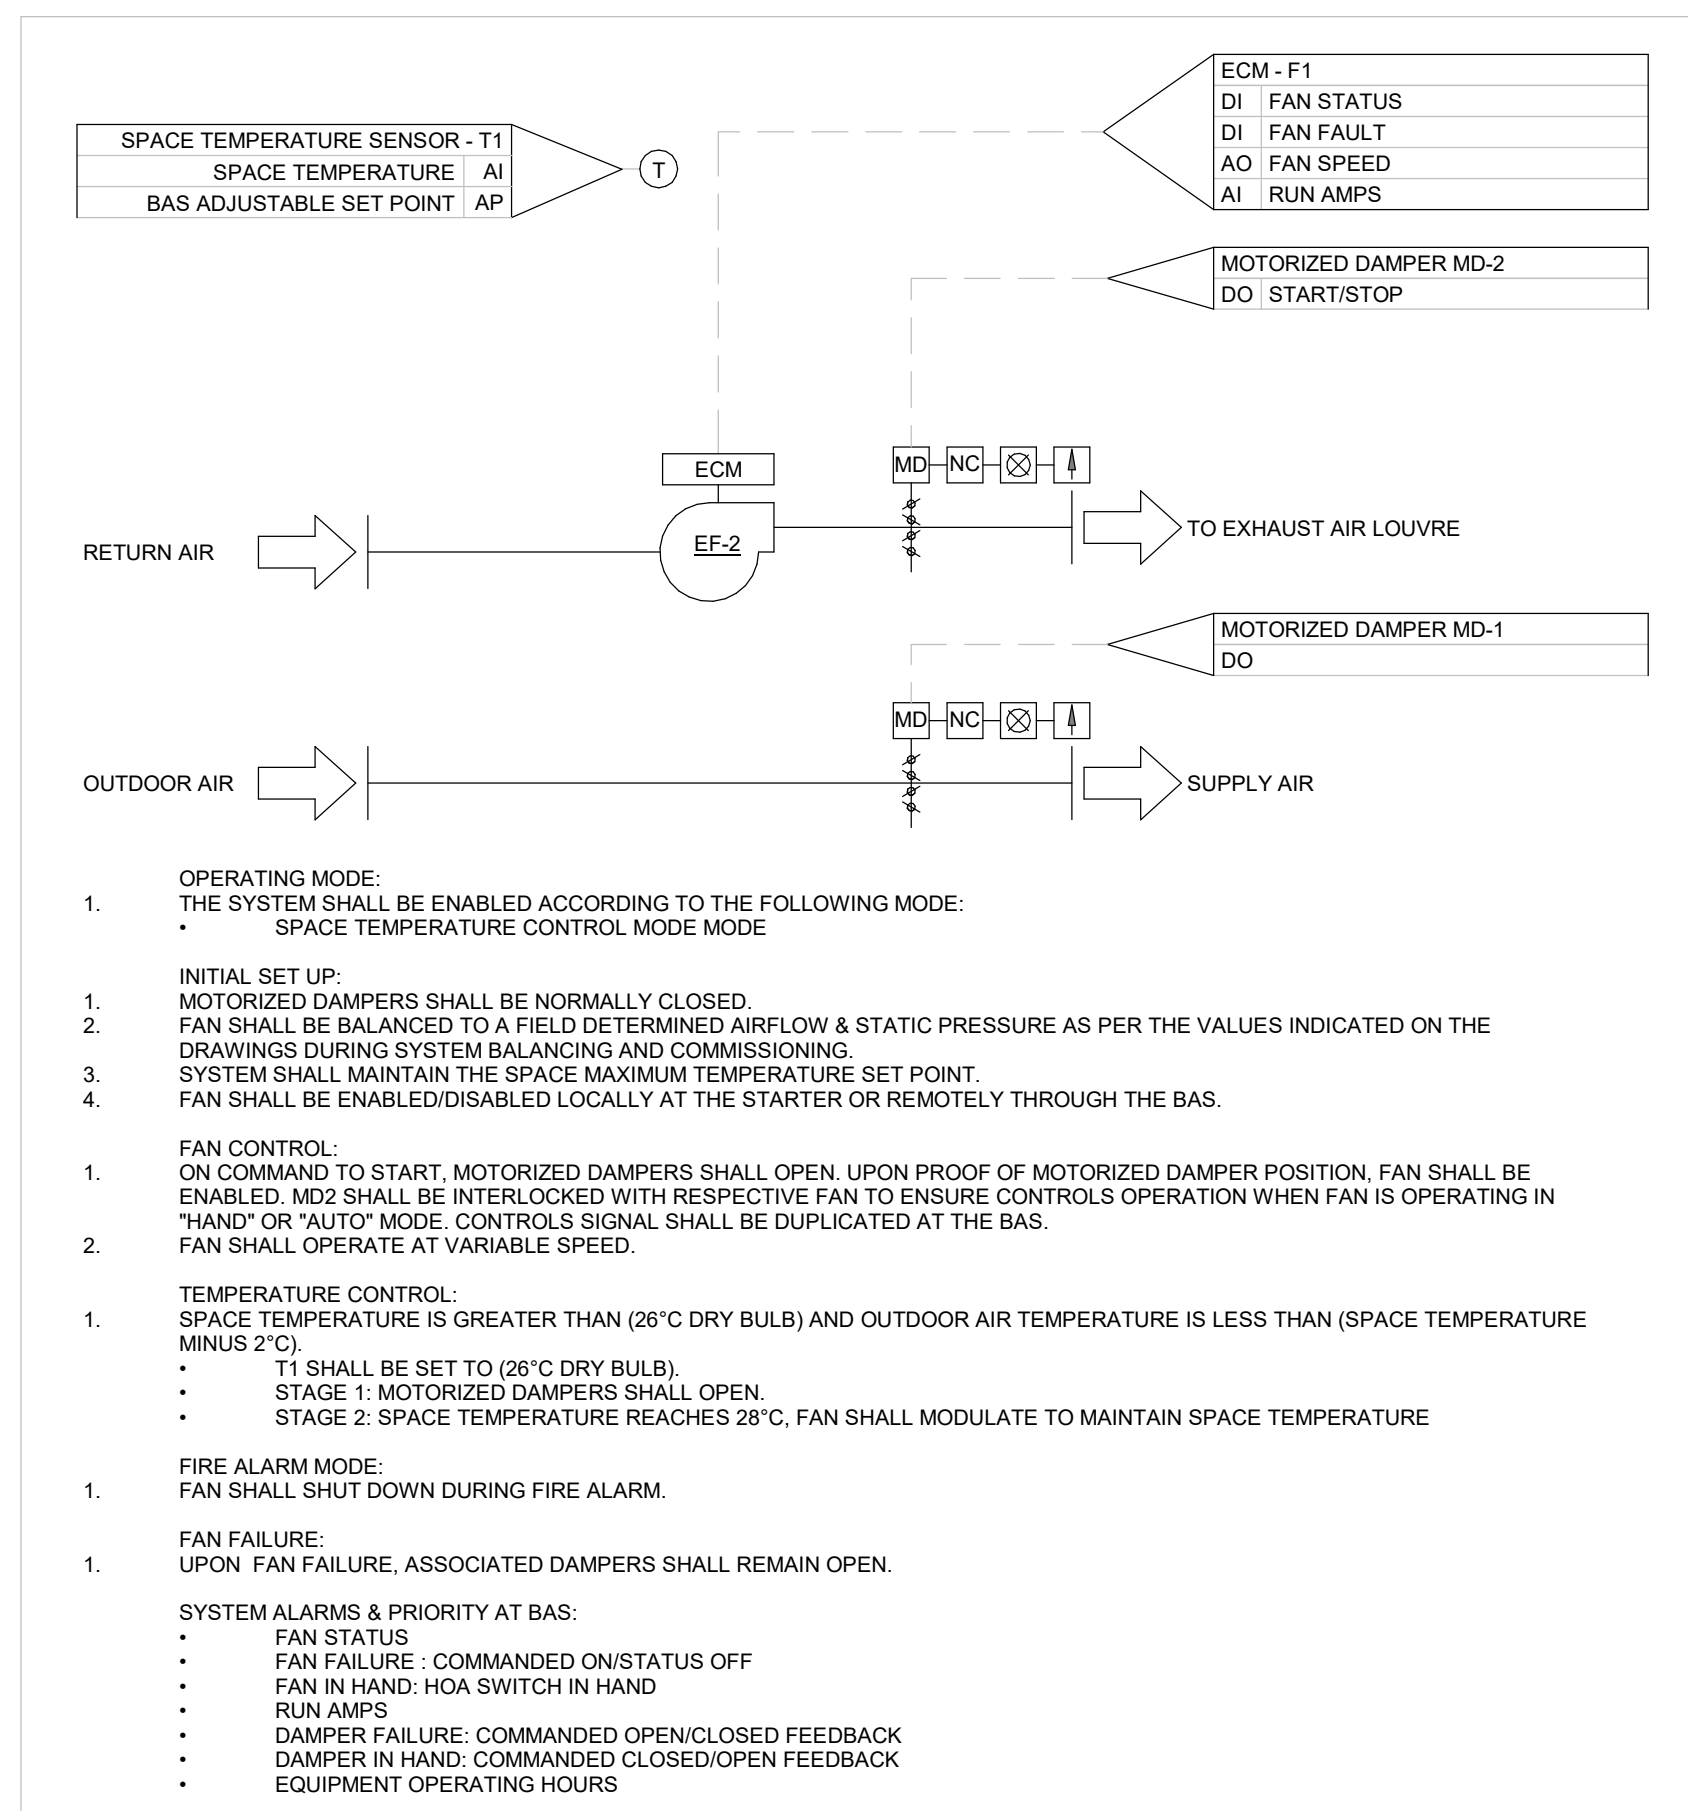 ECM - F1
DI FAN STATUS
DI FAN FAULT
AO FAN SPEED
AI RUN AMPS
SPACE TEMPERATURE SENSOR - T1
SPACE TEMPERATURE AI
BAS ADJUSTABLE SET POINT AP
T
MOTORIZED DAMPER MD-2
DO START/STOP
ECM
MD NC
EF-2
RETURN AIR
TO EXHAUST AIR LOUVRE
MOTORIZED DAMPER MD-1
DO
MD NC
OUTDOOR AIR
SUPPLY AIR
OPERATING MODE:
1. THE SYSTEM SHALL BE ENABLED ACCORDING TO THE FOLLOWING MODE:
• SPACE TEMPERATURE CONTROL MODE MODE
INITIAL SET UP:
1. MOTORIZED DAMPERS SHALL BE NORMALLY CLOSED.
2. FAN SHALL BE BALANCED TO A FIELD DETERMINED AIRFLOW & STATIC PRESSURE AS PER THE VALUES INDICATED ON THE
DRAWINGS DURING SYSTEM BALANCING AND COMMISSIONING.
3. SYSTEM SHALL MAINTAIN THE SPACE MAXIMUM TEMPERATURE SET POINT.
4. FAN SHALL BE ENABLED/DISABLED LOCALLY AT THE STARTER OR REMOTELY THROUGH THE BAS.
FAN CONTROL:
1. ON COMMAND TO START, MOTORIZED DAMPERS SHALL OPEN. UPON PROOF OF MOTORIZED DAMPER POSITION, FAN SHALL BE
ENABLED. MD2 SHALL BE INTERLOCKED WITH RESPECTIVE FAN TO ENSURE CONTROLS OPERATION WHEN FAN IS OPERATING IN
"HAND" OR "AUTO" MODE. CONTROLS SIGNAL SHALL BE DUPLICATED AT THE BAS.
2. FAN SHALL OPERATE AT VARIABLE SPEED.
TEMPERATURE CONTROL:
1. SPACE TEMPERATURE IS GREATER THAN (26°C DRY BULB) AND OUTDOOR AIR TEMPERATURE IS LESS THAN (SPACE TEMPERATURE
MINUS 2°C).
• T1 SHALL BE SET TO (26°C DRY BULB).
• STAGE 1: MOTORIZED DAMPERS SHALL OPEN.
• STAGE 2: SPACE TEMPERATURE REACHES 28°C, FAN SHALL MODULATE TO MAINTAIN SPACE TEMPERATURE
FIRE ALARM MODE:
1. FAN SHALL SHUT DOWN DURING FIRE ALARM.
FAN FAILURE:
1. UPON FAN FAILURE, ASSOCIATED DAMPERS SHALL REMAIN OPEN.
SYSTEM ALARMS & PRIORITY AT BAS:
• FAN STATUS
• FAN FAILURE : COMMANDED ON/STATUS OFF
• FAN IN HAND: HOA SWITCH IN HAND
• RUN AMPS
• DAMPER FAILURE: COMMANDED OPEN/CLOSED FEEDBACK
• DAMPER IN HAND: COMMANDED CLOSED/OPEN FEEDBACK
• EQUIPMENT OPERATING HOURS